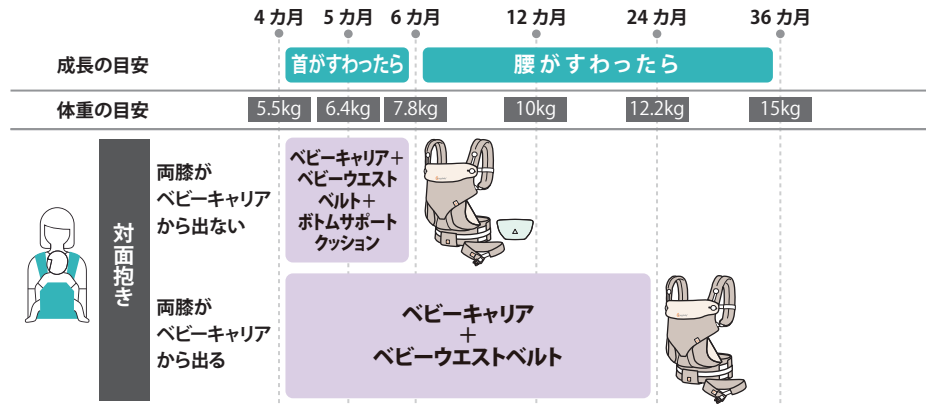 4 カ月 5 カ月 6 カ月 12 カ月 24 カ月 36 カ月
成長の目安 首がすわったら 腰がすわったら
体重の目安 5.5kg 6.4kg 7.8kg 10kg 12.2kg 15kg
対面抱き
両膝が
ベビーキャリア
から出ない
ベビーキャリア+
ベビーウエスト
ベルト+
ボトムサポート
クッション
両膝が
ベビーキャリア
から出る
ベビーキャリア
+
ベビーウエストベルト